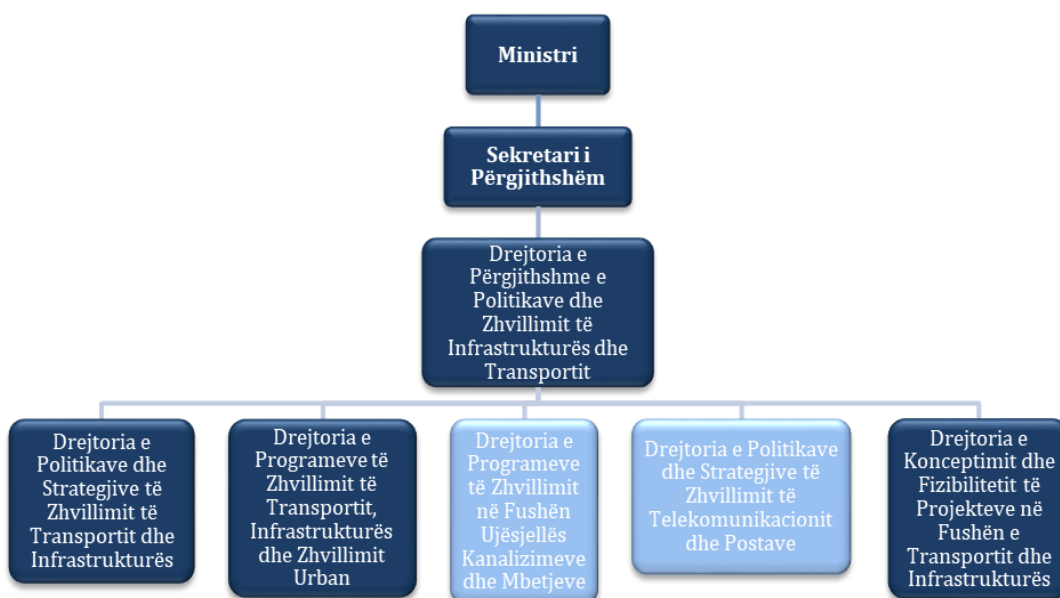 Ministri
Sekretari i
Përgjithshëm
Drejtoria e
Përgjithshme e
Politikave dhe
Zhvillimit të
Infrastrukturës dhe
Transportit
Drejtoria e
Politikave dhe
Strategjive të
Zhvillimit të
Transportit dhe
Infrastrukturës
Drejtoria e
Programeve të
Zhvillimit të
Transportit,
Infrastrukturës
dhe Zhvillimit
Urban
Drejtoria e
Programeve
të Zhvillimit
në Fushën
Ujësjellës
Kanalizimeve
dhe Mbetjeve
Drejtoria e Politikave
dhe Strategjive të
Zhvillimit të
Telekomunikacionit
dhe Postave
Drejtoria e
Konceptimit dhe
Fizibilitetit të
Projekteve në
Fushën e
Transportit dhe
Infrastrukturës